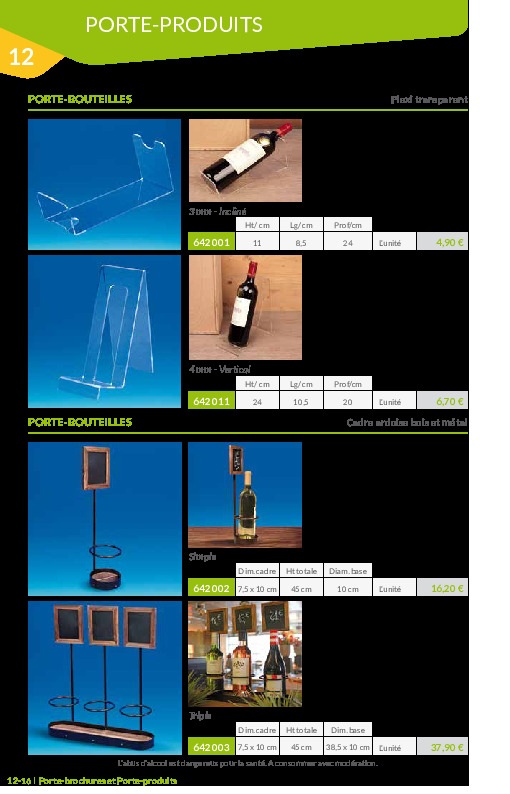 PORTE-PRODUITS
12
PORTE-BOUTEILLES Plexi transparent
3 mm - Incliné
Ht/cm Lg/cm Prof/cm
642 001 11 8,5 24 L'unité 4,90 €
4 mm - Vertical
Ht/ cm Lg/cm Prof/cm
642 011 24 10,5 20 L'unité 6,70 €
PORTE-BOUTEILLES Cadre ardoise bois et métal
Simple
Dim.cadre Ht totale Diam. base
642 002 7,5 x 10 cm 45 cm 10 cm L'unité 16,20 €
Triple
Dim.cadre Ht totale Dim. base
642 003 7,5 x 10 cm 45 cm 38,5 x 10 cm L'unité 37,90 €
L'abus d'alcool est dangereux pour la santé. A consommer avec modération.
12-16 | Porte-brochures et Porte-produits